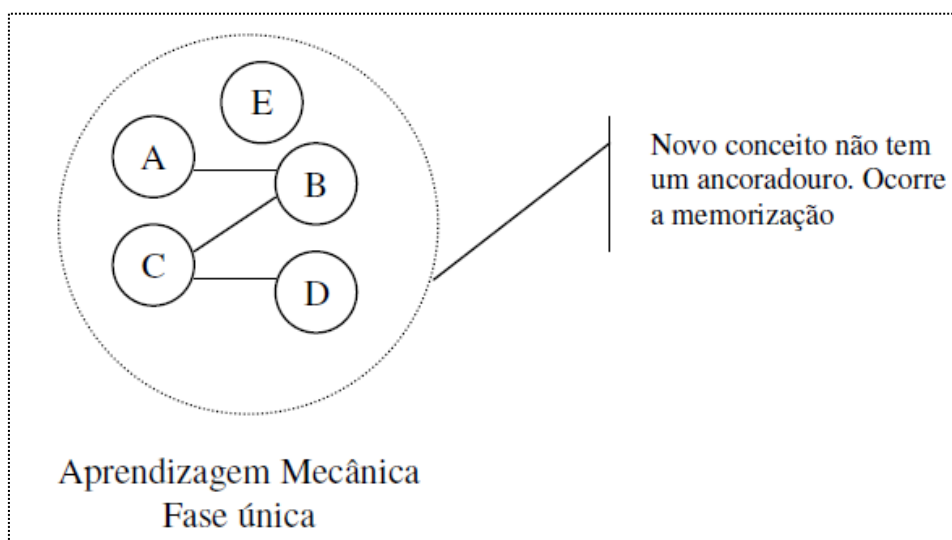 E
A
B
C
D
Novo conceito não tem
um ancoradouro. Ocorre
a memorização
Aprendizagem Mecânica
Fase única